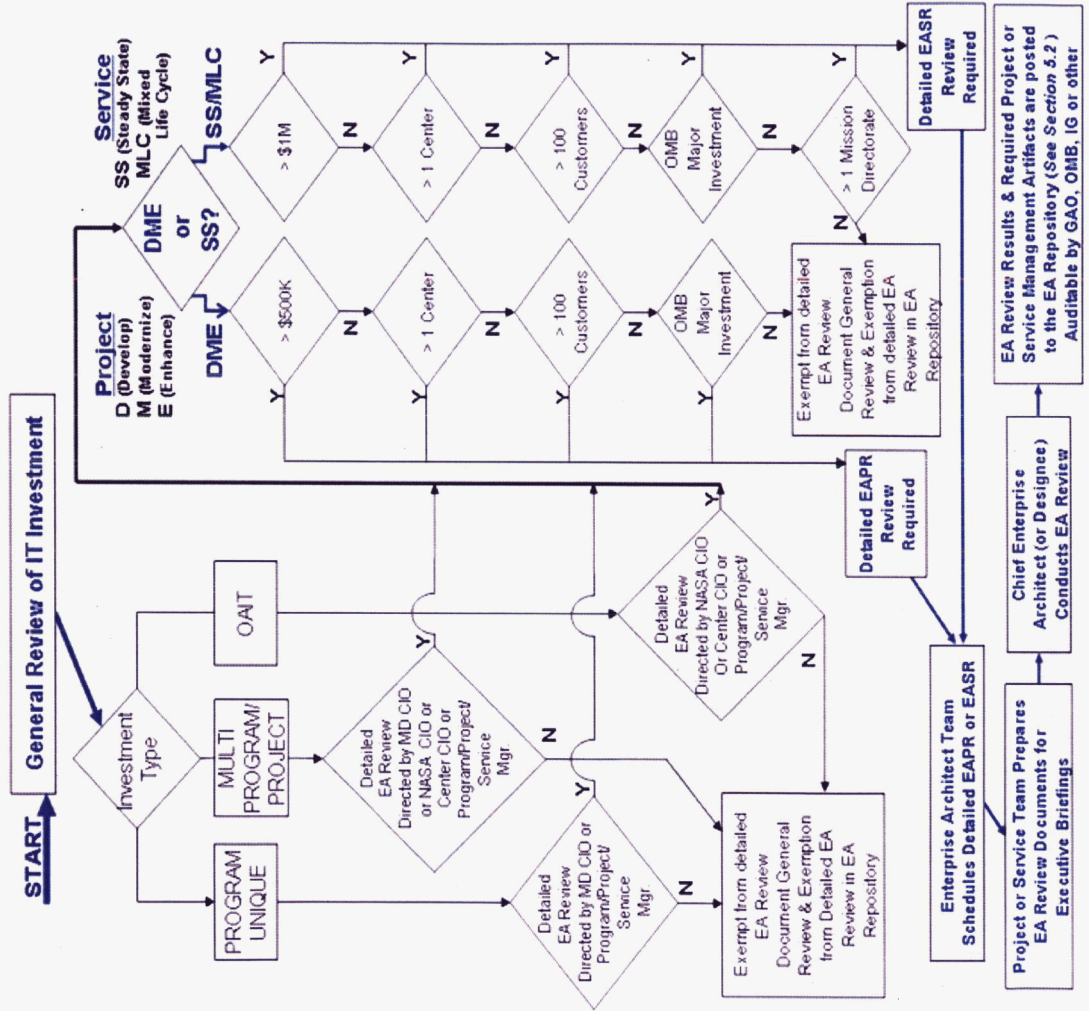 START
General Review of IT Investment
Investment
Type
PROGRAM
UNIQUE
MULTI
PROGRAM/
PROJECT
OAIT
Detailed
EA Review
Directed by MD CIO or
Program/Project/
Service
Mgr.
Y
N
Detailed
EA Review
Directed by MD CIO
or NASA CIO or
Center CIO or
Program/Project/
Service
Mgr.
Y
N
Detailed
EA Review
Directed by NASA CIO
Or Center CIO or
Program/Project/
Service
Mgr.
Y
N
Exempt from detailed
EA Review
Document General
Review & Exemption
from Detailed EA
Review in EA
Repository
Project
D (Develop)
M (Modernize)
E (Enhance)
DME
or
SS?
Service
SS (Steady State)
MLC (Mixed
Life Cycle)
DME
SS/MLC
> $500K
Y
N
> 1 Center
Y
N
> 100
Customers
Y
N
OMB
Major
Investment
Y
N
Exempt from detailed
EA Review
Document General
Review & Exemption
from detailed EA
Review in EA
Repository
> $1M
Y
N
> 1 Center
Y
N
> 100
Customers
Y
N
OMB
Major
Investment
Y
N
> 1 Mission
Directorate
Y
N
Detailed EAPR
Review
Required
Detailed EASR
Review
Required
Enterprise Architect Team
Schedules Detailed EAPR or EASR
Project or Service Team Prepares
EA Review Documents for
Executive Briefings
Chief Enterprise
Architect (or Designee)
Conducts EA Review
EA Review Results & Required Project or
Service Management Artifacts are posted
to the EA Repository (See Section 5.2 )
Auditable by GAO, OMB, IG or other